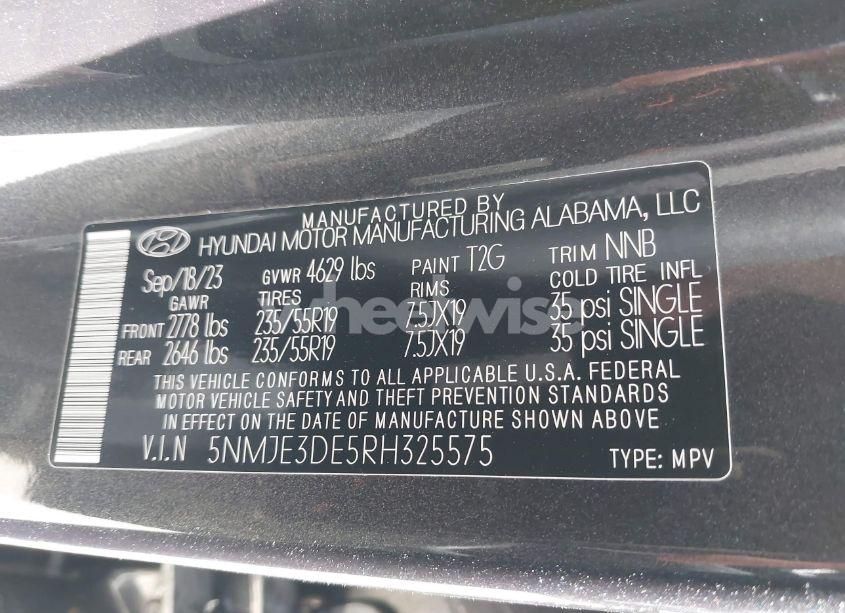 MANUFACTURED BY
HYUNDAI MOTOR MANUFACTURING ALABAMA, LLC
Sep/18/23 GVWR 4629 lbs PAINT T2G TRIM NNB
GAWR TIRES RIMS COLD TIRE INFL
FRONT 2778 lbs 235/55R19 7.5JX19 35 psi SINGLE
REAR 2646 lbs 235/55R19 7.5JX19 35 psi SINGLE
THIS VEHICLE CONFORMS TO ALL APPLICABLE U.S.A. FEDERAL
MOTOR VEHICLE SAFETY AND THEFT PREVENTION STANDARDS
IN EFFECT ON THE DATE OF MANUFACTURE SHOWN ABOVE
V.I.N 5NMJE3DE5RH325575 TYPE: MPV
wheelwise